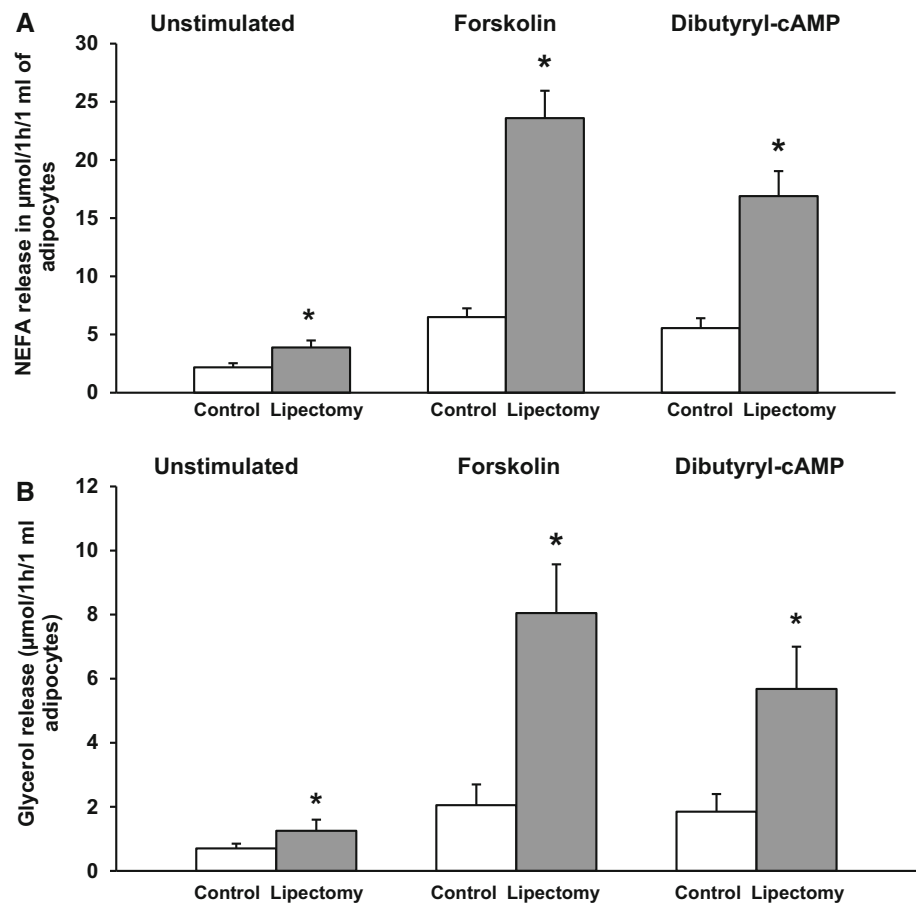 A
Unstimulated Forskolin Dibutyryl-cAMP
NEFA release in µmol/1h/1 ml of
adipocytes
30
25
20
15
10
5
0
* * *
Control Lipectomy Control Lipectomy Control Lipectomy
B
Unstimulated Forskolin Dibutyryl-cAMP
Glycerol release (µmol/1h/1 ml
adipocytes)
12
10
8
6
4
2
0
* * *
Control Lipectomy Control Lipectomy Control Lipectomy